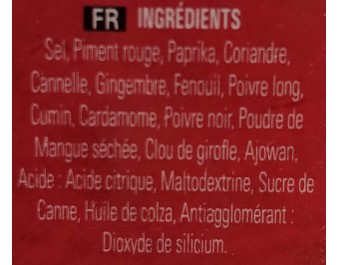 FR INGRÉDIENTS
Sel, Piment rouge, Paprika, Coriandre,
Cannelle, Gingembre, Fenouil, Poivre long,
Cumin, Cardamome, Poivre noir, Poudre de
Mangue séchée, Clou de girofle, Ajowan,
Acide : Acide citrique, Maltodextrine, Sucre de
Canne, Huile de colza, Antiagglomérant :
Dioxyde de silicium.